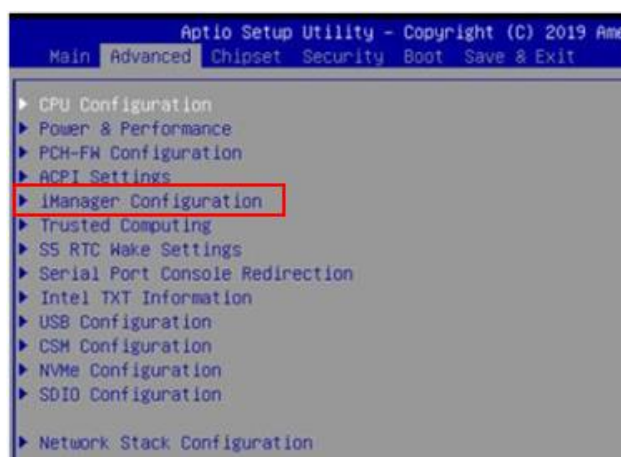 Aptio Setup Utility – Copyright (C) 2019 Ame
Main Advanced Chipset Security Boot Save & Exit
CPU Configuration
Power & Performance
PCH-FW Configuration
ACPI Settings
iManager Configuration
Trusted Computing
S5 RTC Wake Settings
Serial Port Console Redirection
Intel TXT Information
USB Configuration
CSM Configuration
NVMe Configuration
SDIO Configuration
Network Stack Configuration